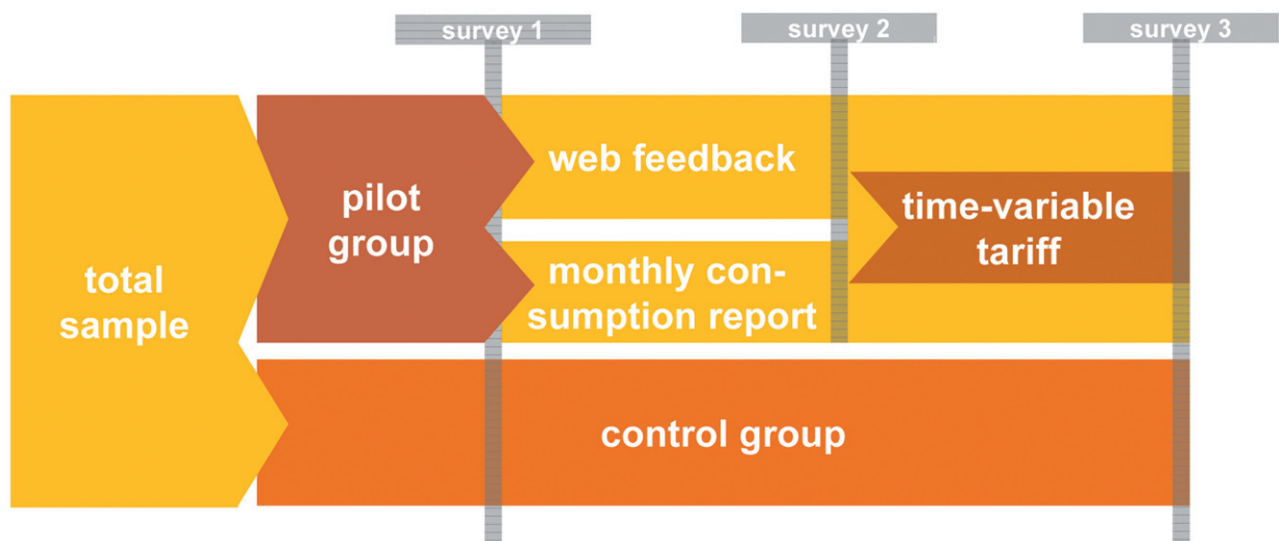 survey 1
survey 2
survey 3
total
sample
pilot
group
web feedback
monthly con-
sumption report
time-variable
tariff
control group